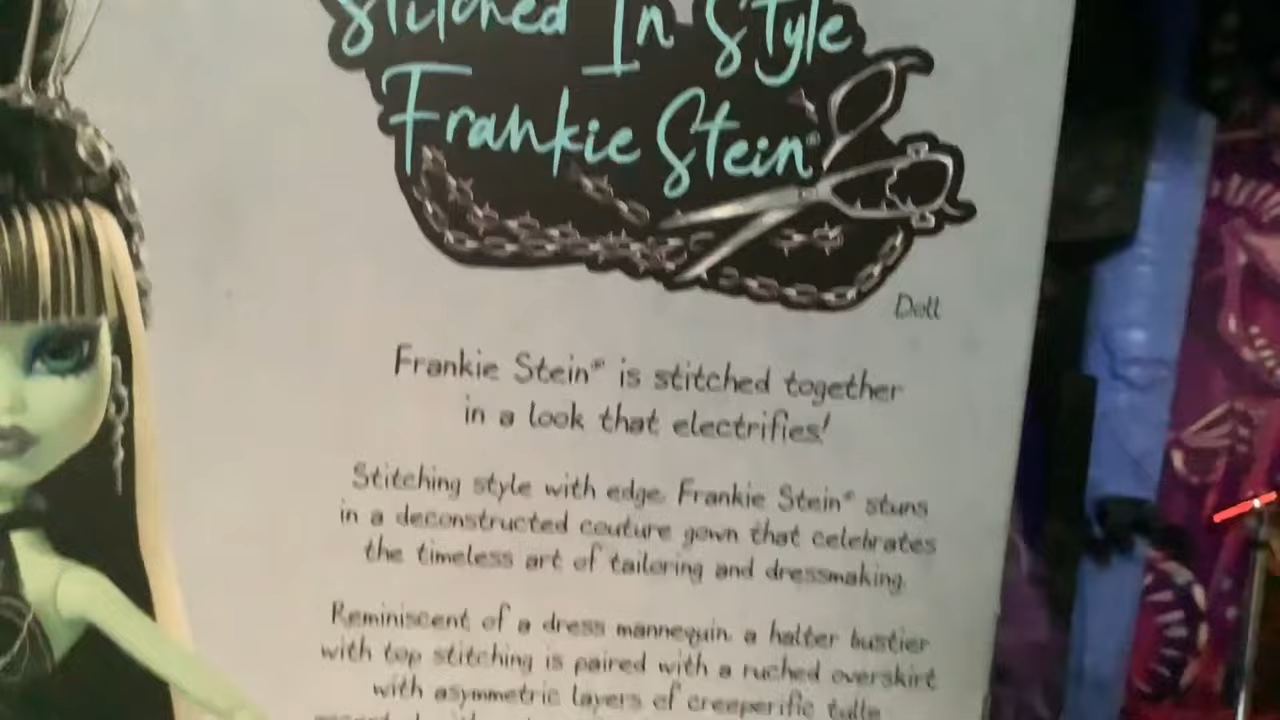 Stitched In Style
Frankie Stein®
Doll
Frankie Stein® is stitched together
in a look that electrifies!
Stitching style with edge, Frankie Stein® stuns
in a deconstructed couture gown that celebrates
the timeless art of tailoring and dressmaking.
Reminiscent of a dress mannequin, a halter bustier
with top stitching is paired with a ruched overskirt
with asymmetric layers of creeperific tulle